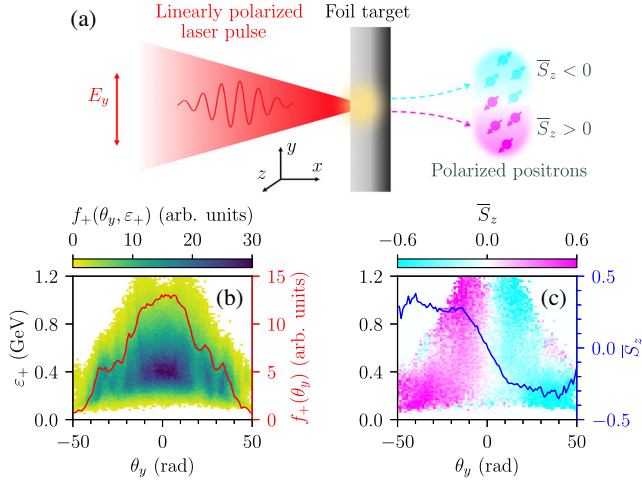 (a)
Linearly polarized
laser pulse
Foil target
E_y
y
x
z
S̅_z < 0
S̅_z > 0
Polarized positrons
f_+(θ_y, ε_+) (arb. units)
0 10 20 30
(b)
ε_+ (GeV)
1.2
0.8
0.4
0.0
−50 0 50
θ_y (rad)
15
10
5
0
f_+(θ_y) (arb. units)
S̅_z
−0.6 0.0 0.6
(c)
1.2
0.8
0.4
0.0
−50 0 50
θ_y (rad)
0.5
0.0
−0.5
S̅_z